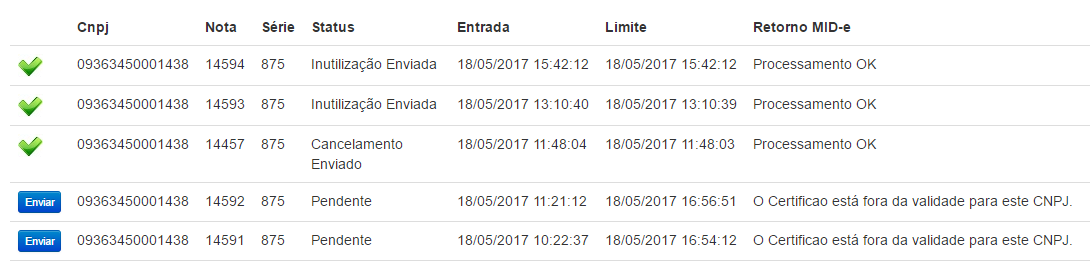 Cnpj Nota Série Status Entrada Limite Retorno MID-e
09363450001438 14594 875 Inutilização Enviada 18/05/2017 15:42:12 18/05/2017 15:42:12 Processamento OK
09363450001438 14593 875 Inutilização Enviada 18/05/2017 13:10:40 18/05/2017 13:10:39 Processamento OK
09363450001438 14457 875 Cancelamento 18/05/2017 11:48:04 18/05/2017 11:48:03 Processamento OK
Enviado
Enviar 09363450001438 14592 875 Pendente 18/05/2017 11:21:12 18/05/2017 16:56:51 O Certificao está fora da validade para este CNPJ.
Enviar 09363450001438 14591 875 Pendente 18/05/2017 10:22:37 18/05/2017 16:54:12 O Certificao está fora da validade para este CNPJ.